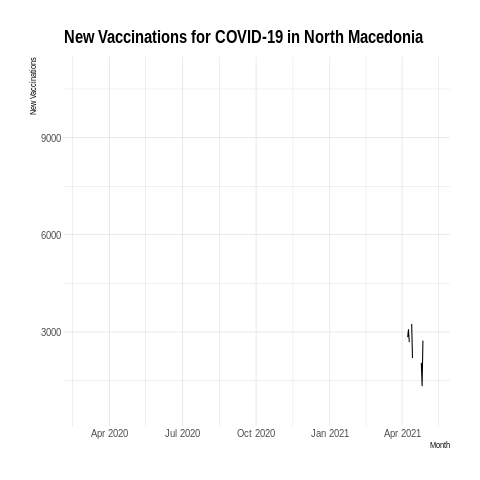 New Vaccinations for COVID-19 in North Macedonia
New Vaccinations
9000
6000
3000
Apr 2020 Jul 2020 Oct 2020 Jan 2021 Apr 2021
Month